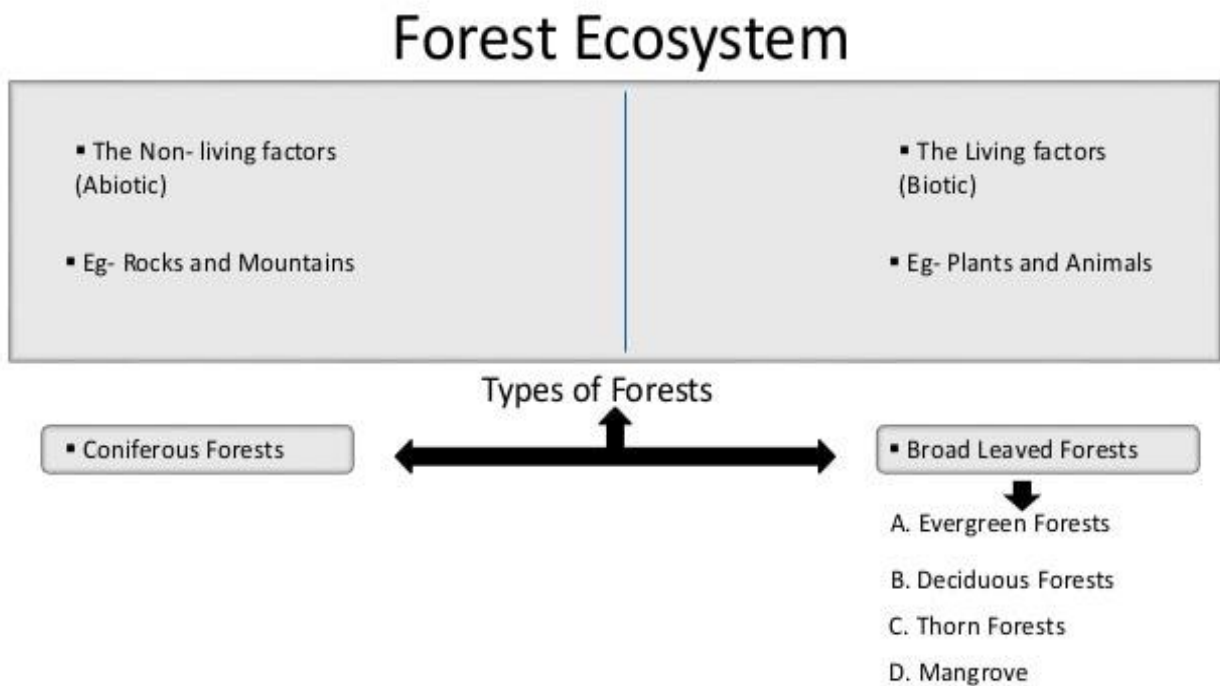 Forest Ecosystem
▪ The Non- living factors
(Abiotic)
▪ Eg- Rocks and Mountains
▪ The Living factors
(Biotic)
▪ Eg- Plants and Animals
Types of Forests
▪ Coniferous Forests
▪ Broad Leaved Forests
A. Evergreen Forests
B. Deciduous Forests
C. Thorn Forests
D. Mangrove